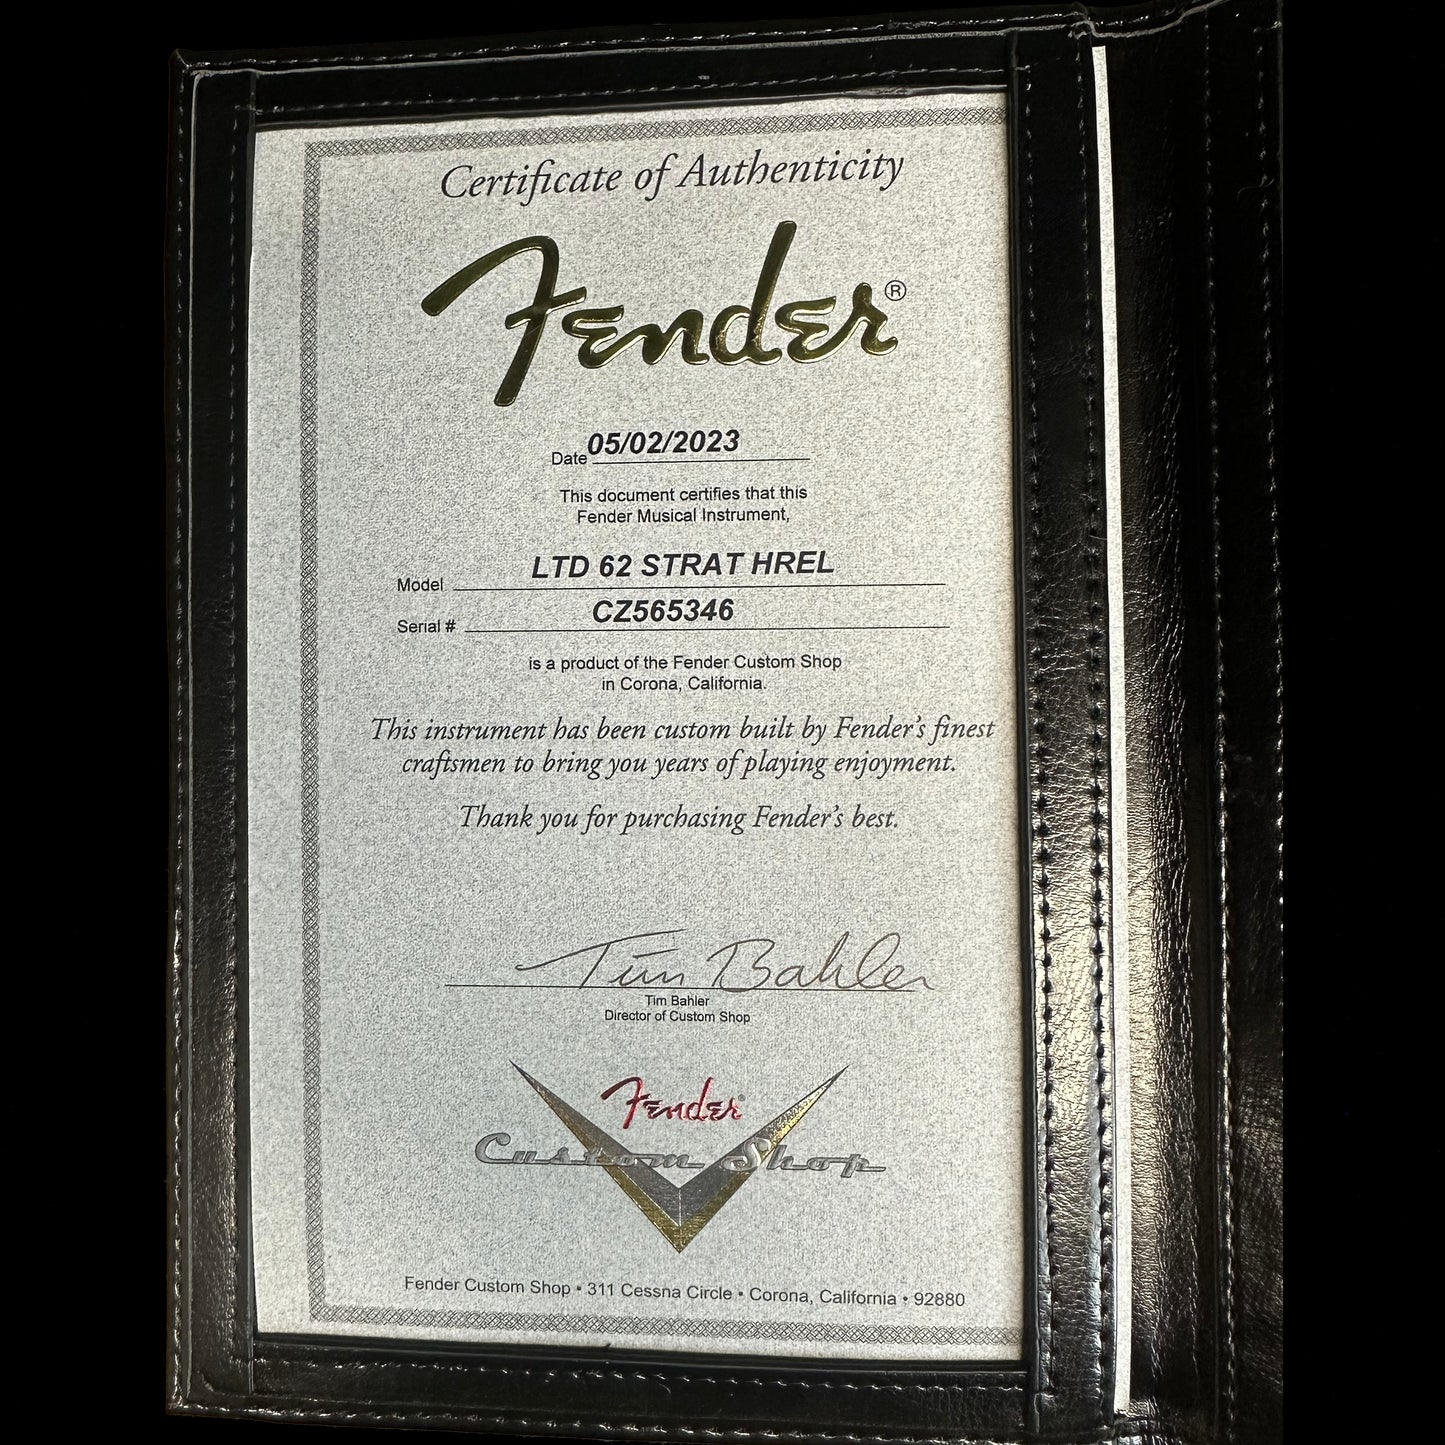 Certificate of Authenticity
Fender®
Date 05/02/2023
This document certifies that this
Fender Musical Instrument,
Model LTD 62 STRAT HREL
Serial # CZ565346
is a product of the Fender Custom Shop
in Corona, California.
This instrument has been custom built by Fender's finest
craftsmen to bring you years of playing enjoyment.
Thank you for purchasing Fender's best.
Tim Bahler
Tim Bahler
Director of Custom Shop
Fender®
Custom Shop
Fender Custom Shop • 311 Cessna Circle • Corona, California • 92880